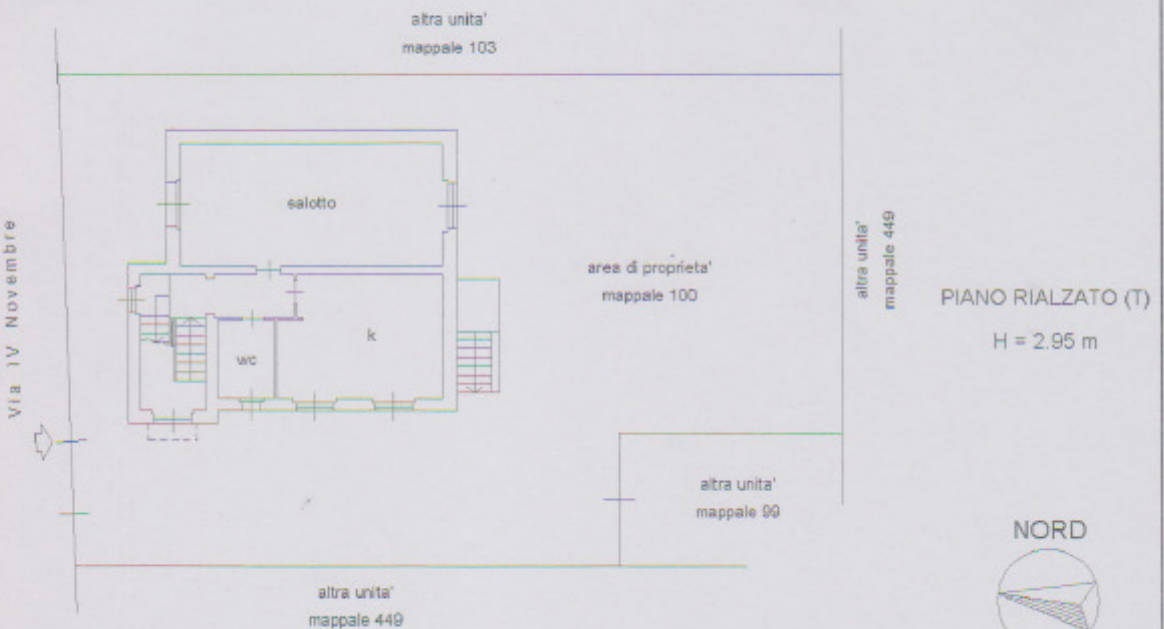 altra unita'
mappale 103
Via IV Novembre
salotto
area di proprieta'
mappale 100
altra unita'
mappale 449
PIANO RIALZATO (T)
H = 2.95 m
k
wc
altra unita'
mappale 99
NORD
altra unita'
mappale 449